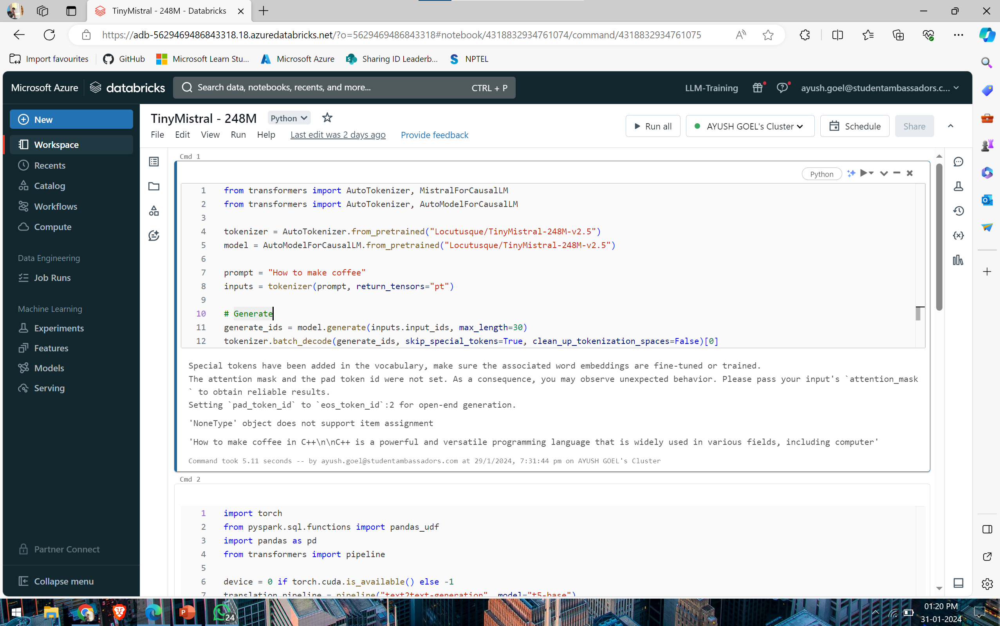 TinyMistral - 248M - Databricks
https://adb-5629469486843318.18.azuredatabricks.net/?o=5629469486843318#notebook/4318832934761074/command/4318832934761075
Import favourites GitHub Microsoft Learn Stu... Microsoft Azure Sharing ID Leaderb... NPTEL
Microsoft Azure databricks Search data, notebooks, recents, and more... CTRL + P LLM-Training ayush.goel@studentambassadors.c...
New
Workspace
Recents
Catalog
Workflows
Compute
Data Engineering
Job Runs
Machine Learning
Experiments
Features
Models
Serving
Partner Connect
Collapse menu
TinyMistral - 248M Python
File Edit View Run Help Last edit was 2 days ago Provide feedback
Run all AYUSH GOEL's Cluster Schedule Share
Cmd 1
Python
1 from transformers import AutoTokenizer, MistralForCausalLM
2 from transformers import AutoTokenizer, AutoModelForCausalLM
3
4 tokenizer = AutoTokenizer.from_pretrained("Locutusque/TinyMistral-248M-v2.5")
5 model = AutoModelForCausalLM.from_pretrained("Locutusque/TinyMistral-248M-v2.5")
6
7 prompt = "How to make coffee"
8 inputs = tokenizer(prompt, return_tensors="pt")
9
10 # Generate
11 generate_ids = model.generate(inputs.input_ids, max_length=30)
12 tokenizer.batch_decode(generate_ids, skip_special_tokens=True, clean_up_tokenization_spaces=False)[0]
Special tokens have been added in the vocabulary, make sure the associated word embeddings are fine-tuned or trained.
The attention mask and the pad token id were not set. As a consequence, you may observe unexpected behavior. Please pass your input's `attention_mask
` to obtain reliable results.
Setting `pad_token_id` to `eos_token_id`:2 for open-end generation.
'NoneType' object does not support item assignment
'How to make coffee in C++\n\nC++ is a powerful and versatile programming language that is widely used in various fields, including computer'
Command took 5.11 seconds -- by ayush.goel@studentambassadors.com at 29/1/2024, 7:31:44 pm on AYUSH GOEL's Cluster
Cmd 2
1 import torch
2 from pyspark.sql.functions import pandas_udf
3 import pandas as pd
4 from transformers import pipeline
5
6 device = 0 if torch.cuda.is_available() else -1
7 translation_pipeline = pipeline("text2text-generation", model="t5-base")
24
01:20 PM
31-01-2024